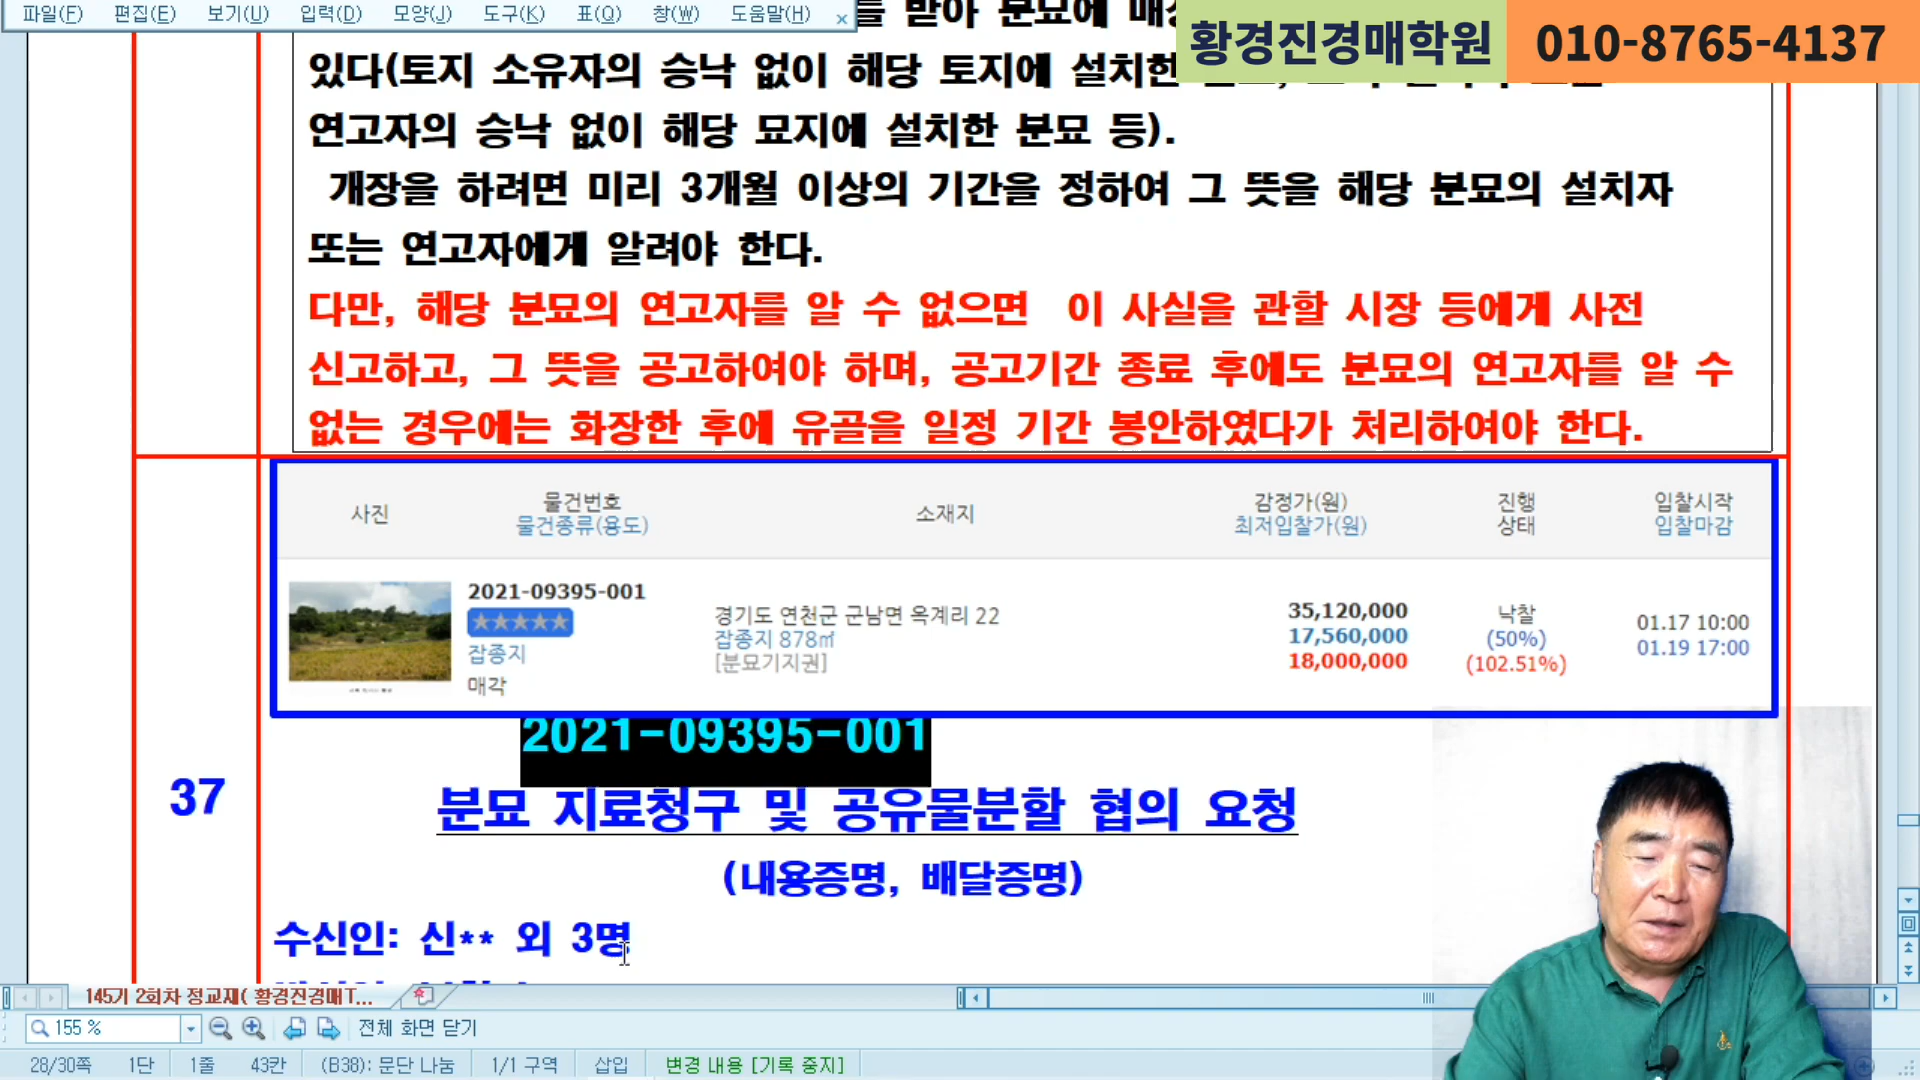 파일(F) 편집(E) 보기(U) 입력(D) 모양(J) 도구(K) 표(Q) 창(W) 도움말(H)
받아 분묘에
황경진경매학원 010-8765-4137
있다(토지 소유자의 승낙 없이 해당 토지에 설치한
연고자의 승낙 없이 해당 묘지에 설치한 분묘 등).
개장을 하려면 미리 3개월 이상의 기간을 정하여 그 뜻을 해당 분묘의 설치자
또는 연고자에게 알려야 한다.
다만, 해당 분묘의 연고자를 알 수 없으면 이 사실을 관할 시장 등에게 사전
신고하고, 그 뜻을 공고하여야 하며, 공고기간 종료 후에도 분묘의 연고자를 알 수
없는 경우에는 화장한 후에 유골을 일정 기간 봉안하였다가 처리하여야 한다.
사진 물건번호 소재지 감정가(원) 진행 입찰시작
물건종류(용도) 최저입찰가(원) 상태 입찰마감
2021-09395-001
★★★★★
잡종지
매각
경기도 연천군 군남면 옥계리 22
잡종지 878㎡
[분묘기지권]
35,120,000
17,560,000
18,000,000
낙찰
(50%)
(102.51%)
01.17 10:00
01.19 17:00
2021-09395-001
37
분묘 지료청구 및 공유물분할 협의 요청
(내용증명, 배달증명)
수신인: 신** 외 3명
145기 2회차 정교재( 황경진경매T...
155 % 전체 화면 닫기
28/30쪽 1단 1줄 43칸 (B38): 문단 나눔 1/1 구역 삽입 변경 내용 [기록 중지]